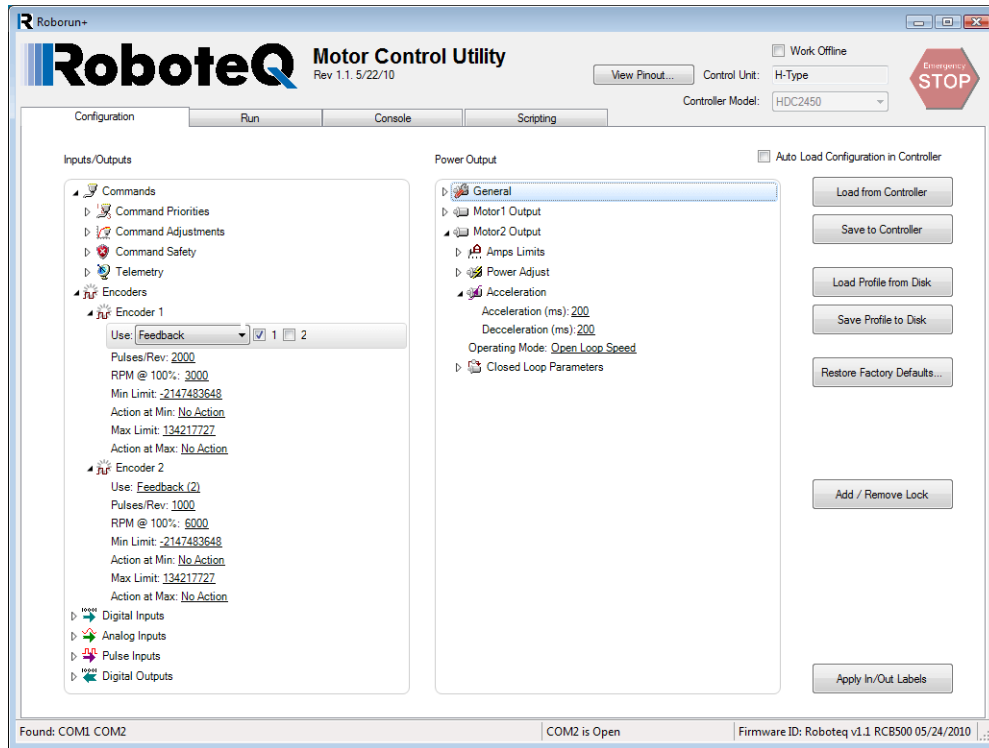 Roborun+
RoboteQ
Motor Control Utility
Rev 1.1. 5/22/10
View Pinout...
Work Offline
Control Unit: H-Type
Controller Model: HDC2450
Emergency
STOP
Configuration
Run
Console
Scripting
Inputs/Outputs
Commands
Command Priorities
Command Adjustments
Command Safety
Telemetry
Encoders
Encoder 1
Use: Feedback 1 2
Pulses/Rev: 2000
RPM @ 100%: 3000
Min Limit: -2147483648
Action at Min: No Action
Max Limit: 134217727
Action at Max: No Action
Encoder 2
Use: Feedback (2)
Pulses/Rev: 1000
RPM @ 100%: 6000
Min Limit: -2147483648
Action at Min: No Action
Max Limit: 134217727
Action at Max: No Action
Digital Inputs
Analog Inputs
Pulse Inputs
Digital Outputs
Power Output
General
Motor1 Output
Motor2 Output
Amps Limits
Power Adjust
Acceleration
Acceleration (ms): 200
Decceleration (ms): 200
Operating Mode: Open Loop Speed
Closed Loop Parameters
Auto Load Configuration in Controller
Load from Controller
Save to Controller
Load Profile from Disk
Save Profile to Disk
Restore Factory Defaults...
Add / Remove Lock
Apply In/Out Labels
Found: COM1 COM2
COM2 is Open
Firmware ID: Roboteq v1.1 RCB500 05/24/2010